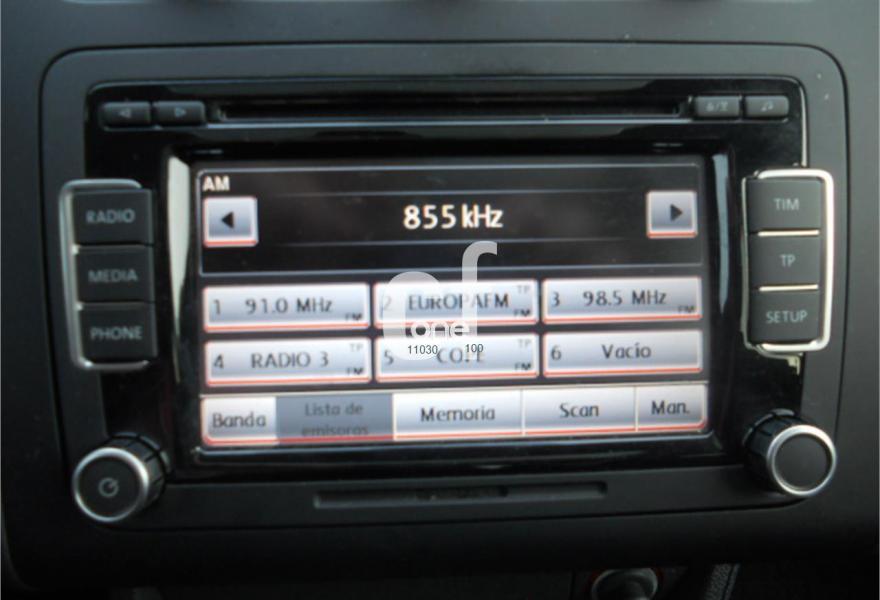 AM
855 kHz
RADIO
MEDIA
PHONE
TIM
TP
SETUP
1 91.0 MHz FM
2 EUROPAFM TP FM
3 98.5 MHz FM
4 RADIO 3 TP FM
5 COPE TP FM
6 Vacío
Banda
Lista de
emisoras
Memoria
Scan
Man.
cf
one
11030 100